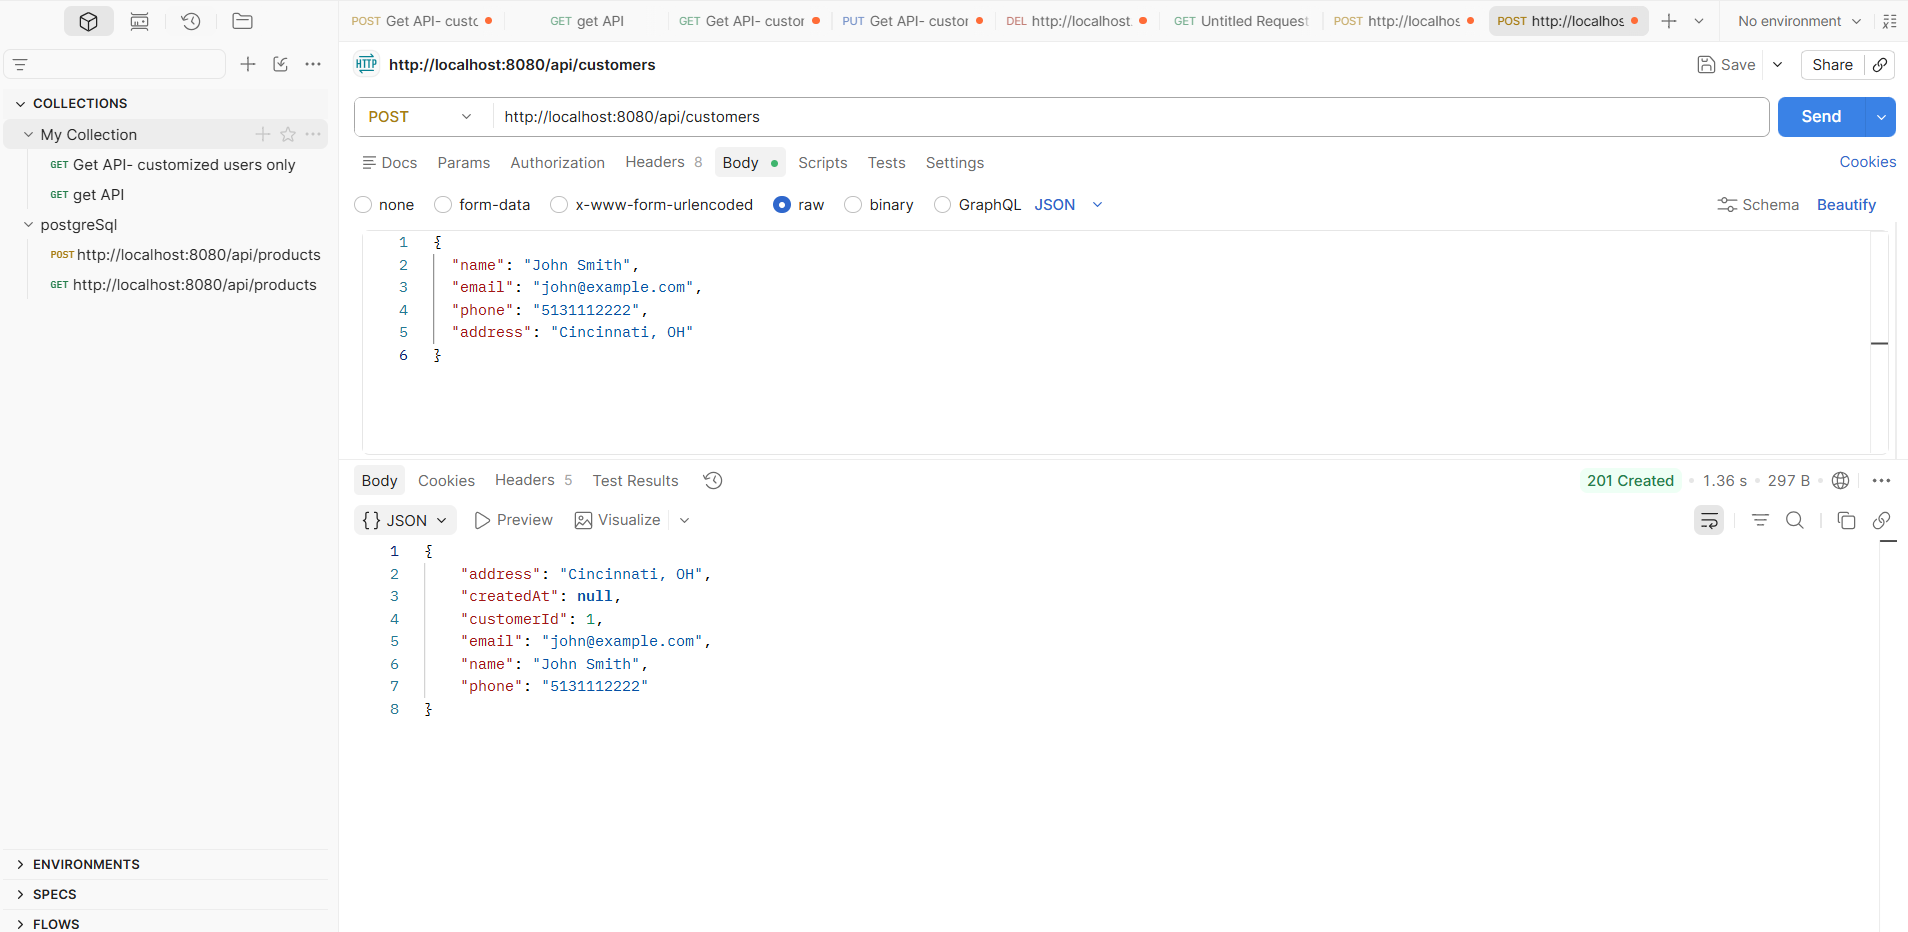 POST Get API- custo
GET get API
GET Get API- custor
PUT Get API- custor
DEL http://localhost.
GET Untitled Request
POST http://localhos
POST http://localhos
No environment
HTTP http://localhost:8080/api/customers
Save
Share
COLLECTIONS
My Collection
GET Get API- customized users only
GET get API
postgreSql
POST http://localhost:8080/api/products
GET http://localhost:8080/api/products
ENVIRONMENTS
SPECS
FLOWS
POST http://localhost:8080/api/customers
Send
Docs Params Authorization Headers 8 Body Scripts Tests Settings
Cookies
none form-data x-www-form-urlencoded raw binary GraphQL JSON
Schema Beautify
1 {
2 "name": "John Smith",
3 "email": "john@example.com",
4 "phone": "5131112222",
5 "address": "Cincinnati, OH"
6 }
Body Cookies Headers 5 Test Results
201 Created • 1.36 s • 297 B
{} JSON Preview Visualize
1 {
2 "address": "Cincinnati, OH",
3 "createdAt": null,
4 "customerId": 1,
5 "email": "john@example.com",
6 "name": "John Smith",
7 "phone": "5131112222"
8 }